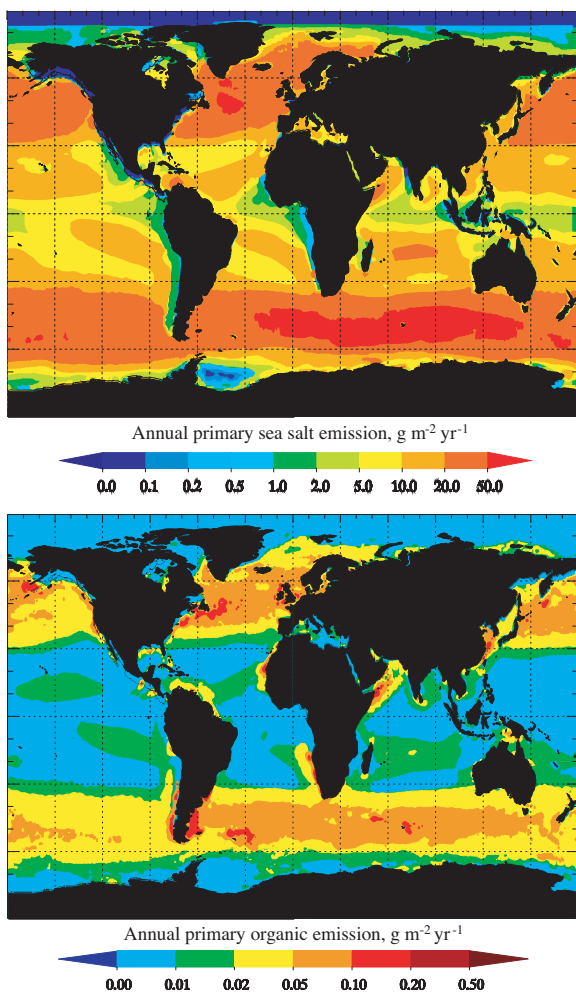 Annual primary sea salt emission, g m⁻² yr⁻¹
0.0 0.1 0.2 0.5 1.0 2.0 5.0 10.0 20.0 50.0
Annual primary organic emission, g m⁻² yr⁻¹
0.00 0.01 0.02 0.05 0.10 0.20 0.50